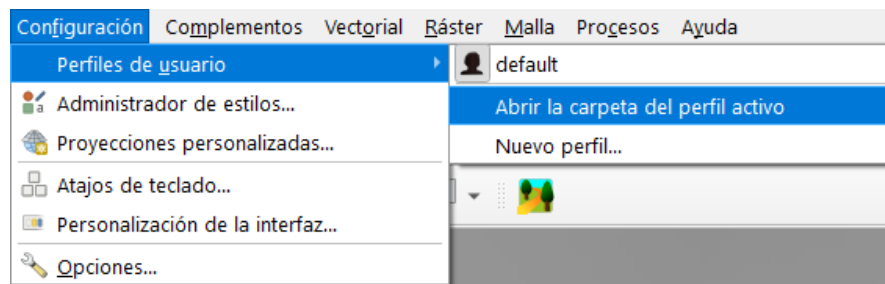 Configuración Complementos Vectorial Ráster Malla Procesos Ayuda
Perfiles de usuario
default
Administrador de estilos...
Abrir la carpeta del perfil activo
Proyecciones personalizadas...
Nuevo perfil...
Atajos de teclado...
Personalización de la interfaz...
Opciones...